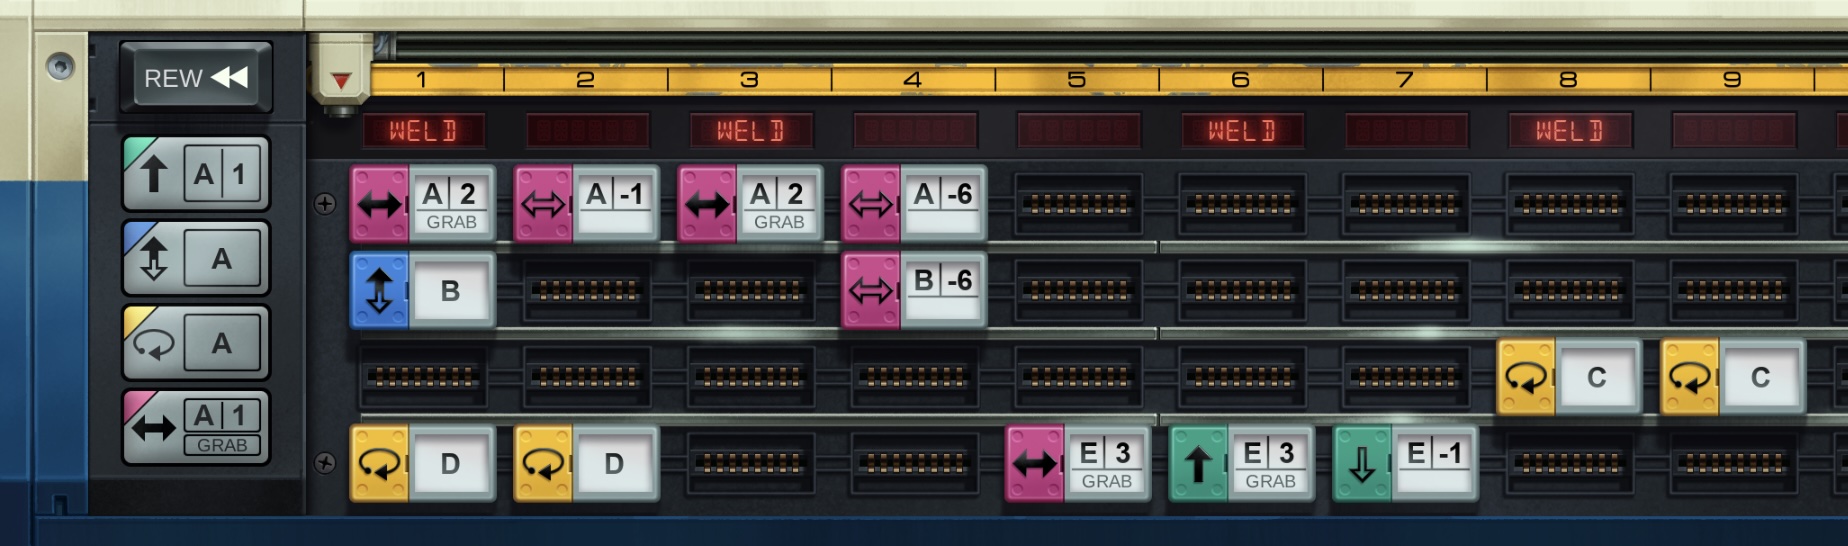 REW
1 2 3 4 5 6 7 8 9
WELD WELD WELD WELD
A 1
A 2 GRAB
A -1
A 2 GRAB
A -6
A
B
B -6
A
C
C
A 1 GRAB
D
D
E 3 GRAB
E 3 GRAB
E -1